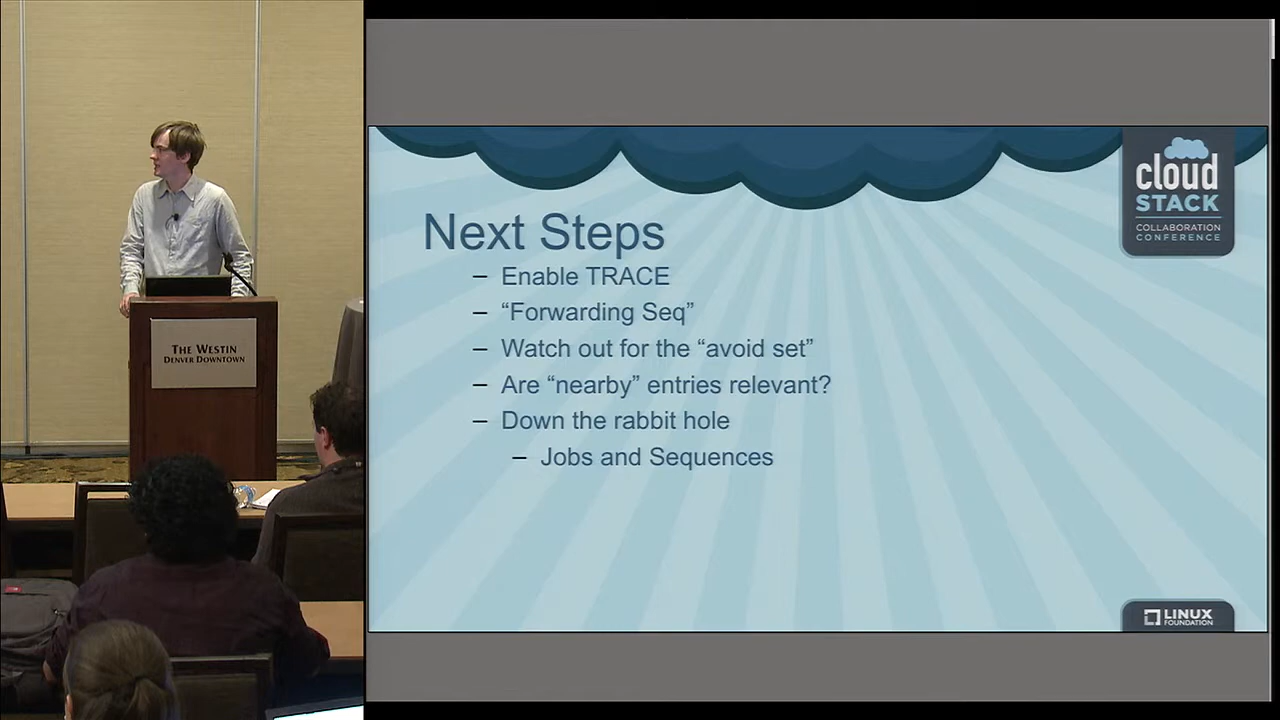 THE WESTIN
DENVER DOWNTOWN
cloud
STACK
COLLABORATION
CONFERENCE
Next Steps
– Enable TRACE
– “Forwarding Seq”
– Watch out for the “avoid set”
– Are “nearby” entries relevant?
– Down the rabbit hole
– Jobs and Sequences
LINUX
FOUNDATION